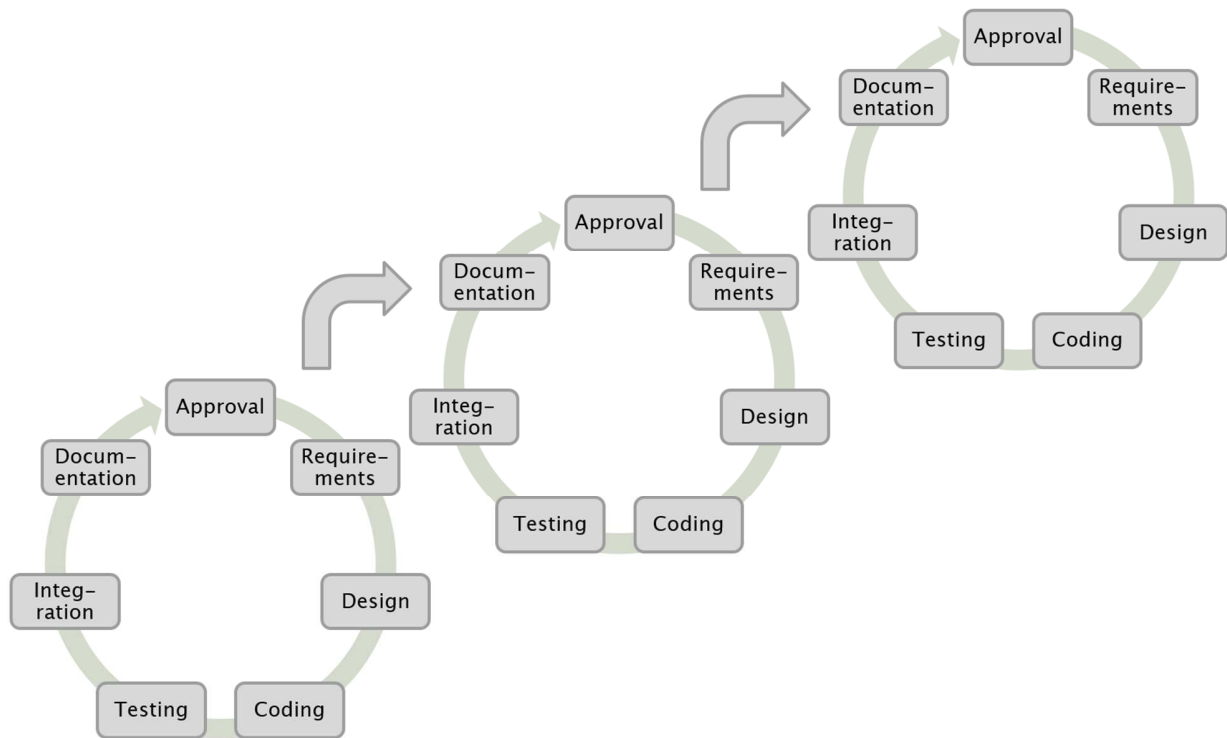 Approval
Docum-
entation
Require-
ments
Integ-
ration
Design
Testing
Coding
Approval
Docum-
entation
Require-
ments
Integ-
ration
Design
Testing
Coding
Approval
Docum-
entation
Require-
ments
Integ-
ration
Design
Testing
Coding